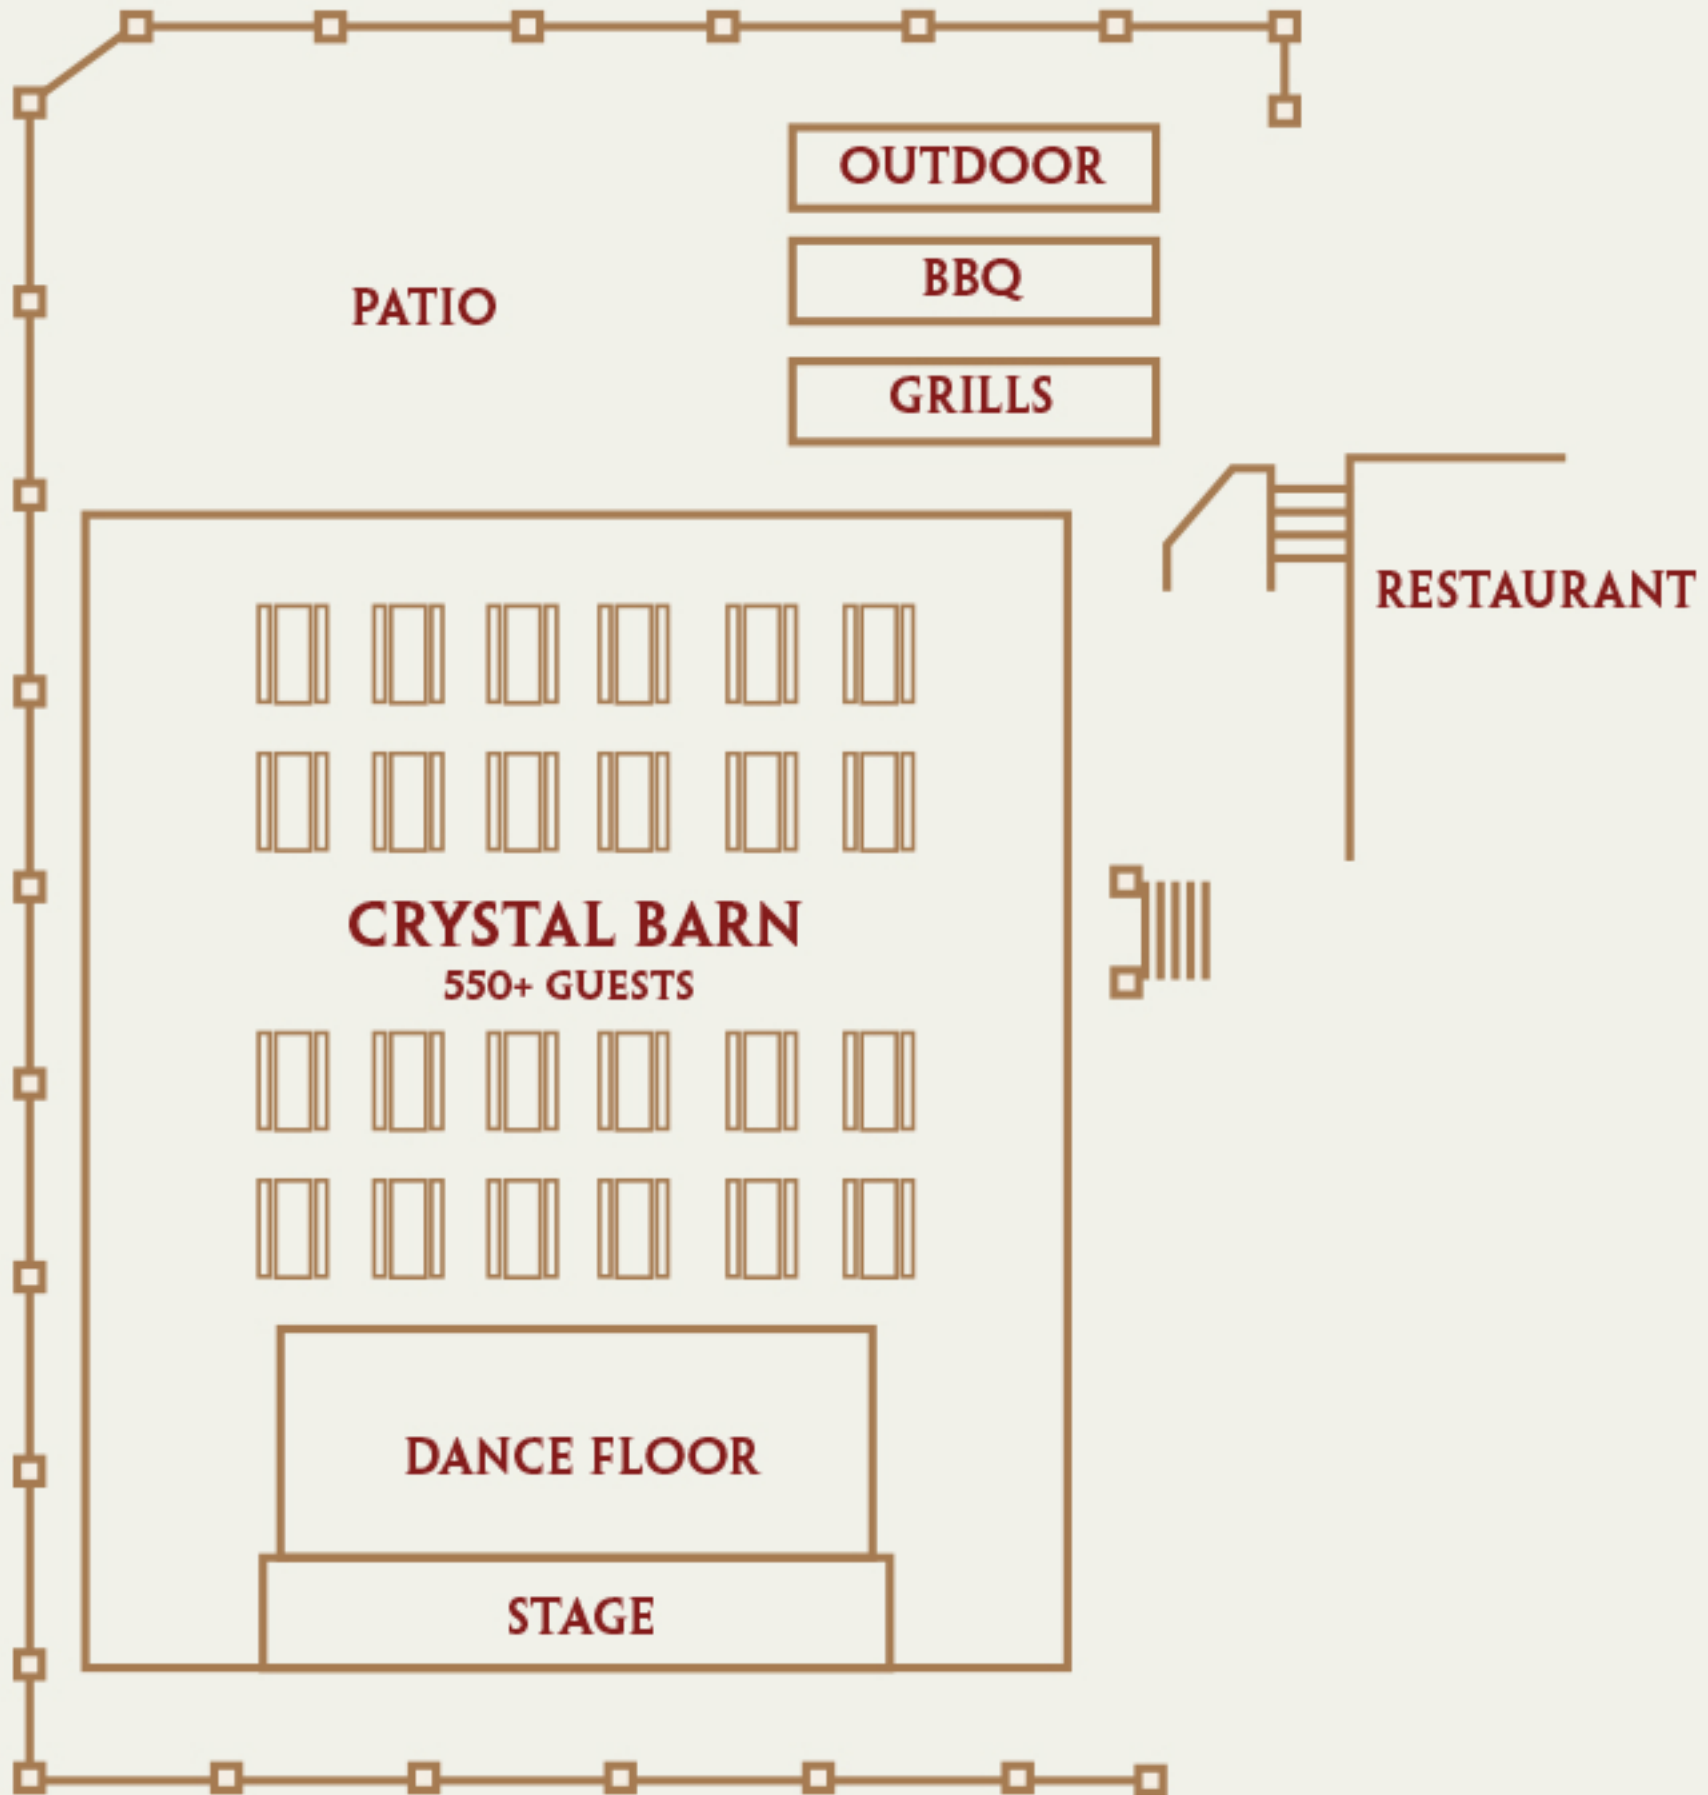 OUTDOOR
BBQ
PATIO
GRILLS
RESTAURANT
CRYSTAL BARN
550+ GUESTS
DANCE FLOOR
STAGE